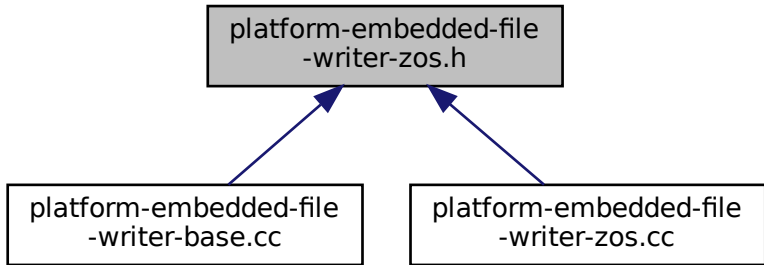 platform-embedded-file
-writer-zos.h
platform-embedded-file
-writer-base.cc
platform-embedded-file
-writer-zos.cc